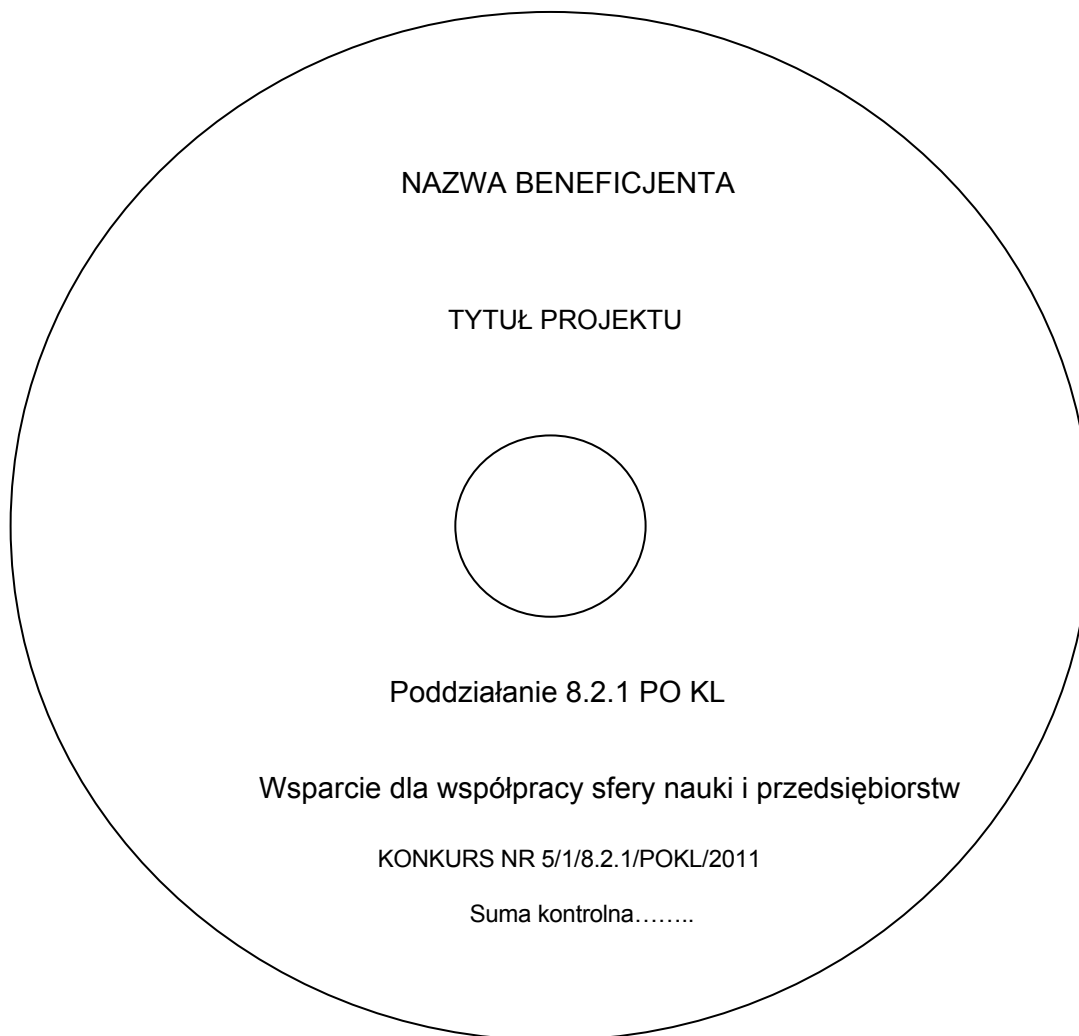 NAZWA BENEFICJENTA
TYTUŁ PROJEKTU
Poddziałanie 8.2.1 PO KL
Wsparcie dla współpracy sfery nauki i przedsiębiorstw
KONKURS NR 5/1/8.2.1/POKL/2011
Suma kontrolna……..